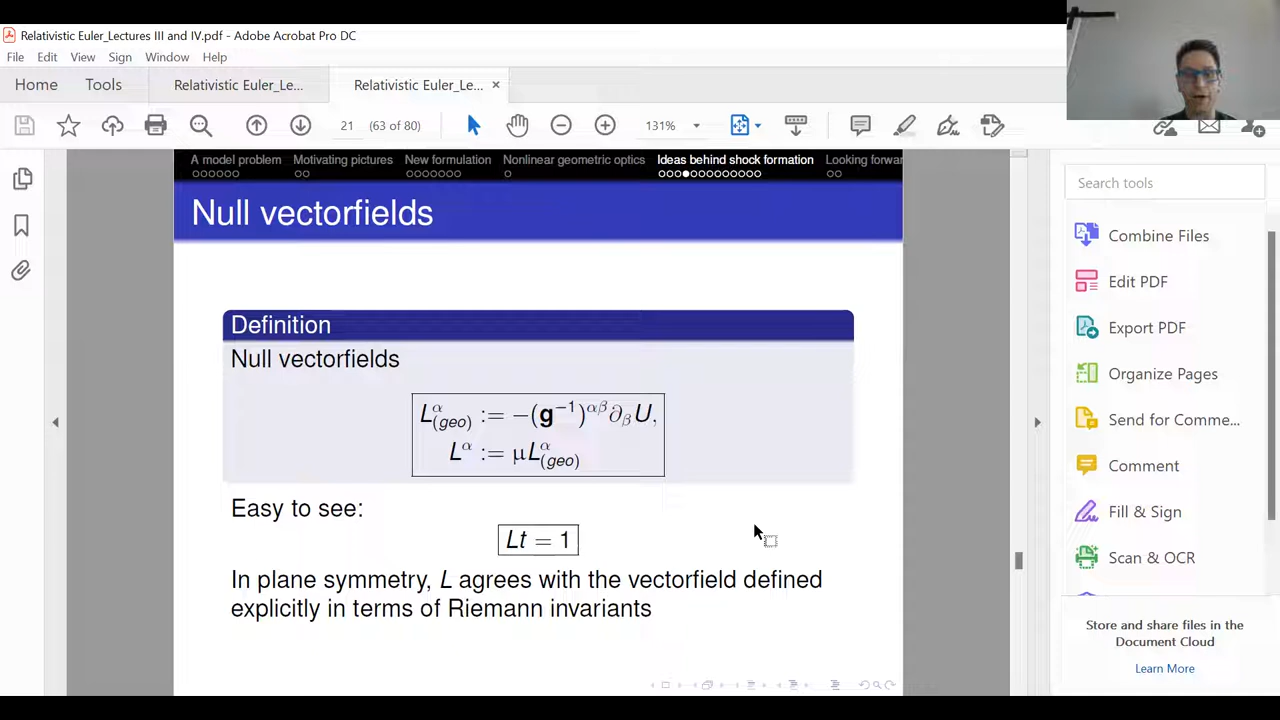 Relativistic Euler_Lectures III and IV.pdf - Adobe Acrobat Pro DC
File Edit View Sign Window Help
Home Tools Relativistic Euler_Le... Relativistic Euler_Le... ×
21 (63 of 80) 131%
A model problem Motivating pictures New formulation Nonlinear geometric optics Ideas behind shock formation Looking forwa
Null vectorfields
Definition
Null vectorfields
L^α_(geo) := −(g⁻¹)^αβ ∂_β U,
L^α := μL^α_(geo)
Easy to see:
Lt = 1
In plane symmetry, L agrees with the vectorfield defined
explicitly in terms of Riemann invariants
Search tools
Combine Files
Edit PDF
Export PDF
Organize Pages
Send for Comme...
Comment
Fill & Sign
Scan & OCR
Store and share files in the
Document Cloud
Learn More